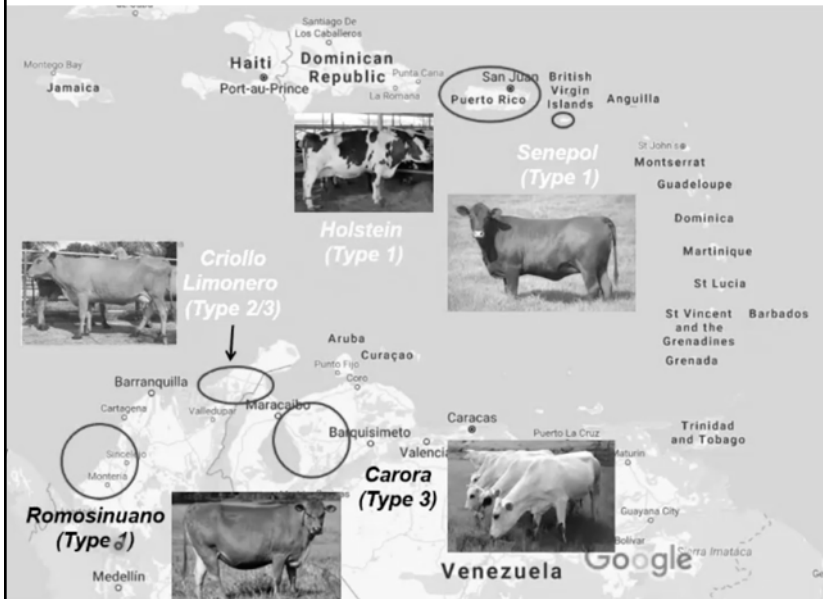 Santiago De
Los Caballeros
Montego Bay
Jamaica
Haiti
Port-au-Prince
Dominican
Republic
Punta Cana
La Romana
San Juan
Puerto Rico
British
Virgin
Islands
Anguilla
St John's
Montserrat
Guadeloupe
Dominica
Martinique
St Lucia
St Vincent
and the
Grenadines
Barbados
Grenada
Senepol
(Type 1)
Holstein
(Type 1)
Criollo
Limonero
(Type 2/3)
Aruba
Curaçao
Punto Fijo
Coro
Barranquilla
Cartagena
Valledupar
Maracaibo
Barquisimeto
Caracas
Valencia
Puerto La Cruz
Maturin
Trinidad
and Tobago
Sincelejo
Montería
Carora
(Type 3)
Romosinuano
(Type 1)
Guayana City
Bolívar
Medellín
Venezuela
Google
Sierra Imataca